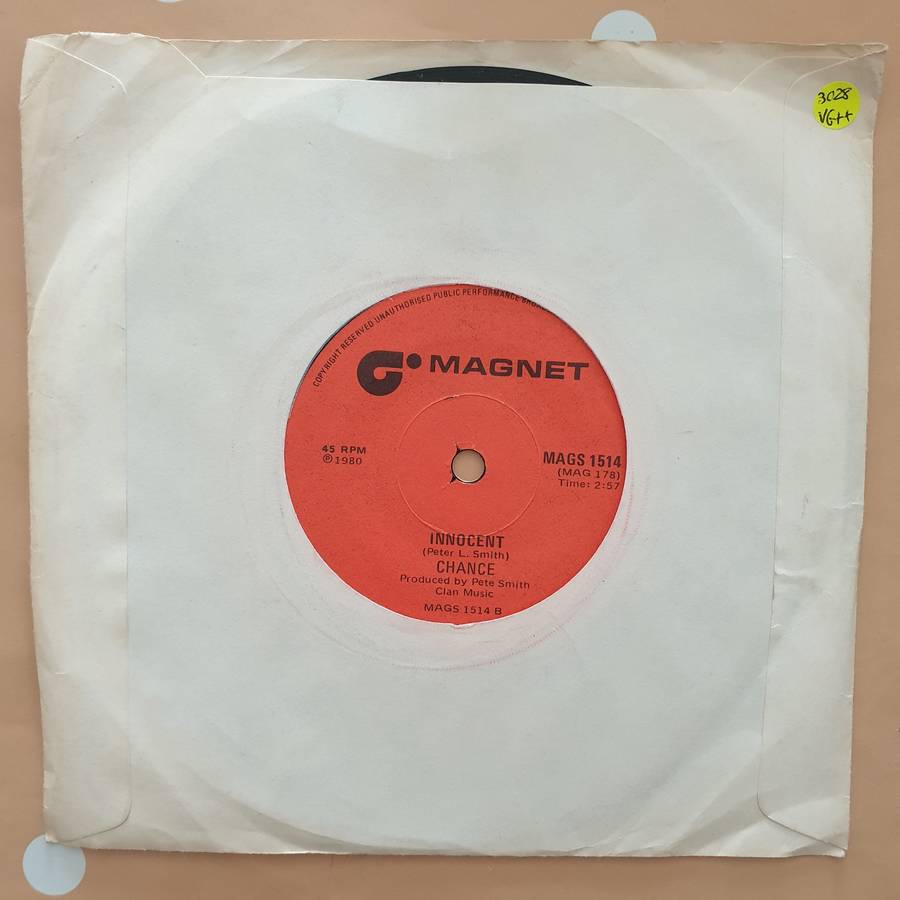 3028
VG++
COPYRIGHT RESERVED UNAUTHORISED PUBLIC PERFORMANCE
MAGNET
45 RPM
℗ 1980
MAGS 1514
(MAG 178)
Time: 2:57
INNOCENT
(Peter L. Smith)
CHANCE
Produced by Pete Smith
Clan Music
MAGS 1514 B